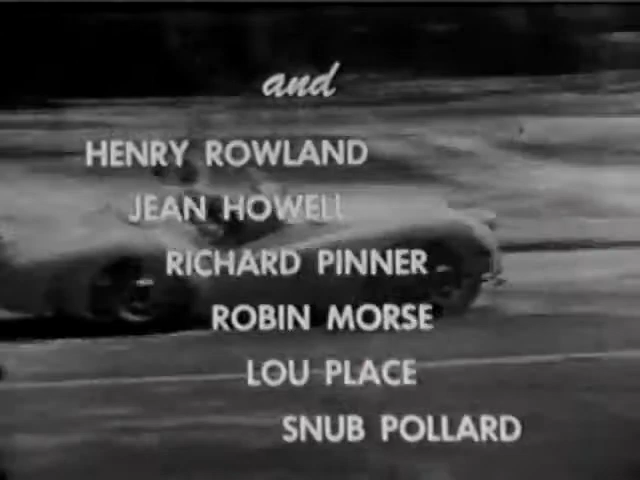 and
HENRY ROWLAND
JEAN HOWELL
RICHARD PINNER
ROBIN MORSE
LOU PLACE
SNUB POLLARD